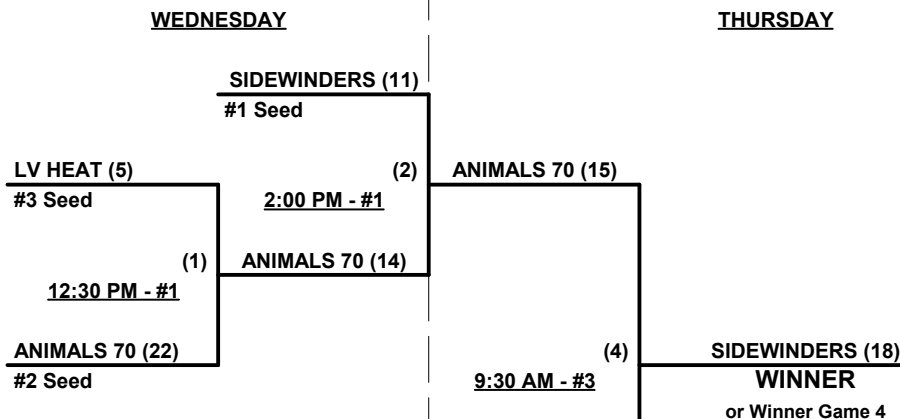 WEDNESDAY
THURSDAY
SIDEWINDERS (11)
#1 Seed
LV HEAT (5)
(2)
ANIMALS 70 (15)
#3 Seed
2:00 PM - #1
(1)
ANIMALS 70 (14)
12:30 PM - #1
ANIMALS 70 (22)
(4)
SIDEWINDERS (18)
#2 Seed
9:30 AM - #3
WINNER
or Winner Game 4